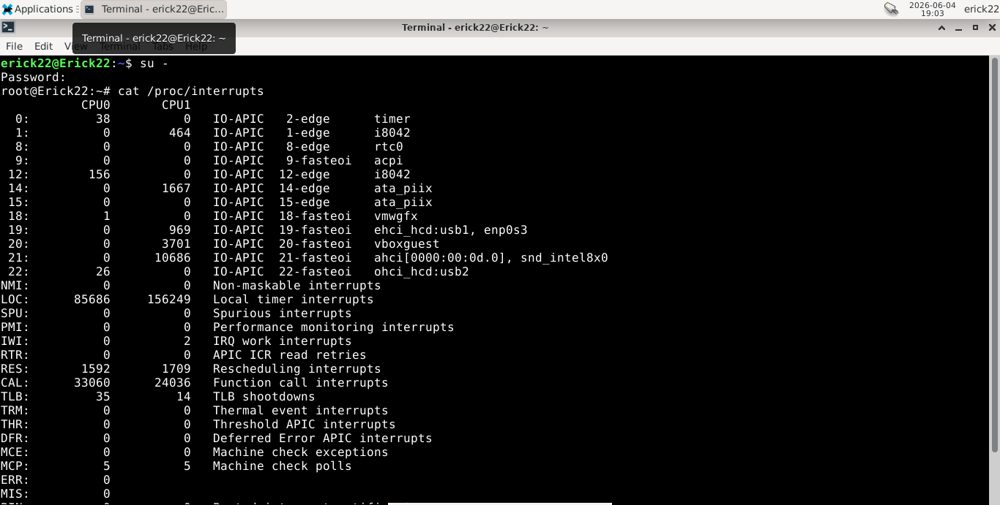 Applications Terminal - erick22@Eric... 2026-06-04 19:03 erick22
Terminal - erick22@Erick22: ~
Terminal - erick22@Erick22: ~
File Edit View Terminal Tabs Help
erick22@Erick22:~$ su -
Password:
root@Erick22:~# cat /proc/interrupts
           CPU0       CPU1
  0:         38          0   IO-APIC   2-edge      timer
  1:          0        464   IO-APIC   1-edge      i8042
  8:          0          0   IO-APIC   8-edge      rtc0
  9:          0          0   IO-APIC   9-fasteoi   acpi
 12:        156          0   IO-APIC  12-edge      i8042
 14:          0       1667   IO-APIC  14-edge      ata_piix
 15:          0          0   IO-APIC  15-edge      ata_piix
 18:          1          0   IO-APIC  18-fasteoi   vmwgfx
 19:          0        969   IO-APIC  19-fasteoi   ehci_hcd:usb1, enp0s3
 20:          0       3701   IO-APIC  20-fasteoi   vboxguest
 21:          0      10686   IO-APIC  21-fasteoi   ahci[0000:00:0d.0], snd_intel8x0
 22:         26          0   IO-APIC  22-fasteoi   ohci_hcd:usb2
NMI:          0          0   Non-maskable interrupts
LOC:      85686     156249   Local timer interrupts
SPU:          0          0   Spurious interrupts
PMI:          0          0   Performance monitoring interrupts
IWI:          0          2   IRQ work interrupts
RTR:          0          0   APIC ICR read retries
RES:       1592       1709   Rescheduling interrupts
CAL:      33060      24036   Function call interrupts
TLB:         35         14   TLB shootdowns
TRM:          0          0   Thermal event interrupts
THR:          0          0   Threshold APIC interrupts
DFR:          0          0   Deferred Error APIC interrupts
MCE:          0          0   Machine check exceptions
MCP:          5          5   Machine check polls
ERR:          0
MIS:          0